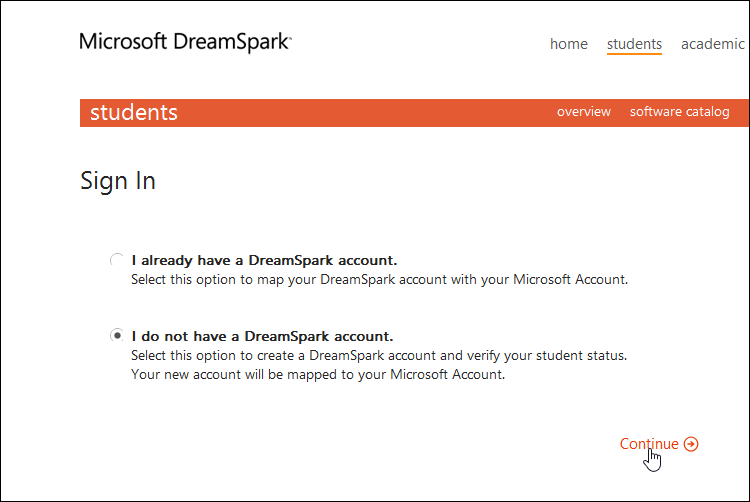 Microsoft DreamSpark™
home students academic
students
overview software catalog
Sign In
I already have a DreamSpark account.
Select this option to map your DreamSpark account with your Microsoft Account.
I do not have a DreamSpark account.
Select this option to create a DreamSpark account and verify your student status.
Your new account will be mapped to your Microsoft Account.
Continue